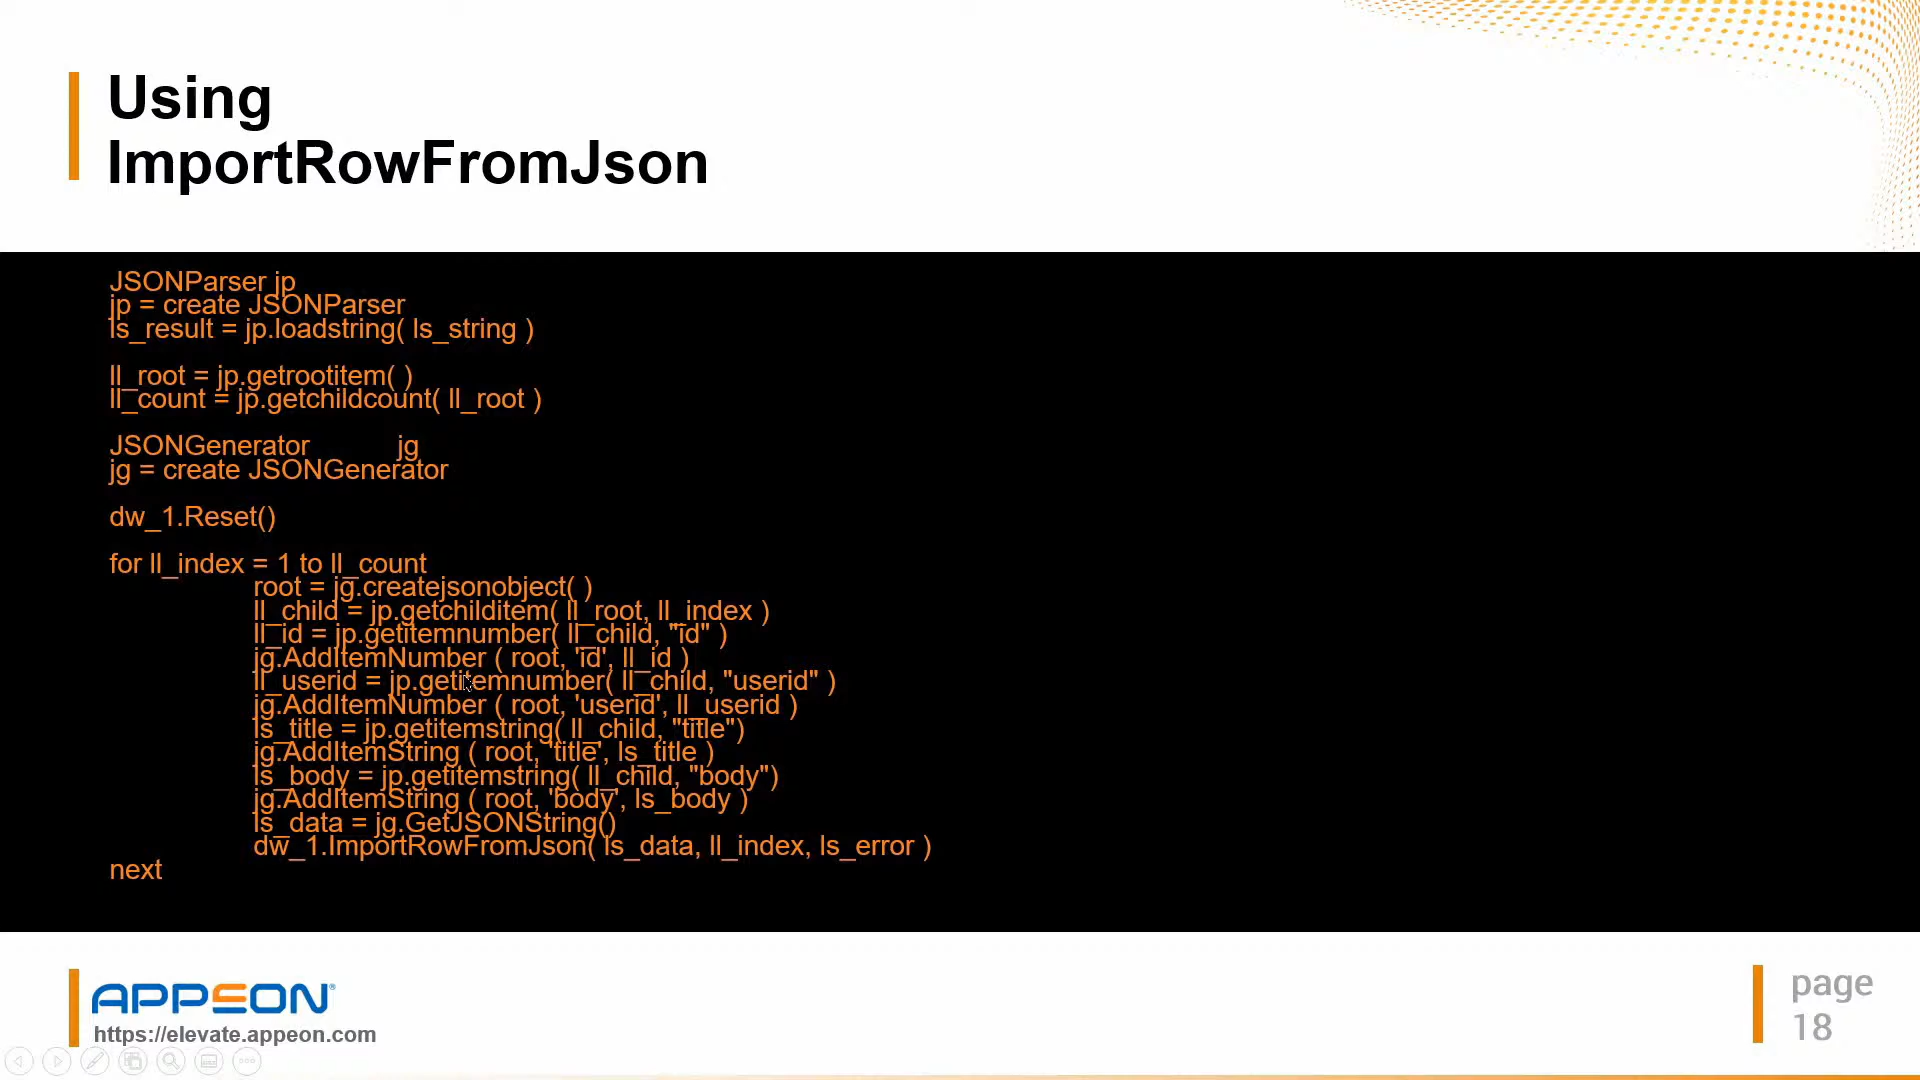 Using
ImportRowFromJson
JSONParser jp
jp = create JSONParser
ls_result = jp.loadstring( ls_string )
ll_root = jp.getrootitem( )
ll_count = jp.getchildcount( ll_root )
JSONGenerator jg
jg = create JSONGenerator
dw_1.Reset()
for ll_index = 1 to ll_count
root = jg.createjsonobject( )
ll_child = jp.getchilditem( ll_root, ll_index )
ll_id = jp.getitemnumber( ll_child, "id" )
jg.AddItemNumber ( root, 'id', ll_id )
ll_userid = jp.getitemnumber( ll_child, "userid" )
jg.AddItemNumber ( root, 'userid', ll_userid )
ls_title = jp.getitemstring( ll_child, "title")
jg.AddItemString ( root, 'title', ls_title )
ls_body = jp.getitemstring( ll_child, "body")
jg.AddItemString ( root, 'body', ls_body )
ls_data = jg.GetJSONString()
dw_1.ImportRowFromJson( ls_data, ll_index, ls_error )
next
APPEON®
https://elevate.appeon.com
page
18